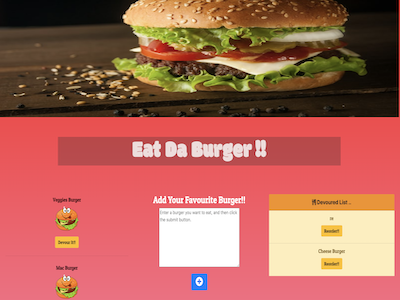 Eat Da Burger !!
Veggies Burger
Devour It!
Mac Burger
Add Your Favourite Burger!!
Enter a burger you want to eat, and then click
the submit button.
Devoured List...
Reorder!!
Cheese Burger
Reorder!!